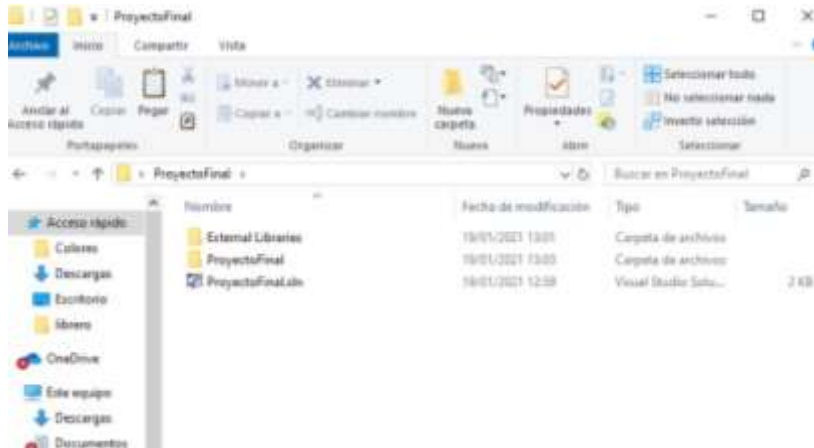 ProyectoFinal
Archivo Inicio Compartir Vista
Anclar al Acceso rápido
Copiar
Pegar
Mover a
Copiar a
Eliminar
Cambiar nombre
Nueva carpeta
Propiedades
Seleccionar todo
No seleccionar nada
Invertir selección
Portapapeles Organizar Nuevo Abrir Seleccionar
ProyectoFinal
Buscar en ProyectoFinal
Nombre Fecha de modificación Tipo Tamaño
External Libraries 19/01/2021 13:01 Carpeta de archivos
ProyectoFinal 19/01/2021 13:03 Carpeta de archivos
ProyectoFinal.sln 19/01/2021 12:59 Visual Studio Solu... 2 KB
Acceso rápido
Colores
Descargas
Escritorio
librero
OneDrive
Este equipo
Descargas
Documentos